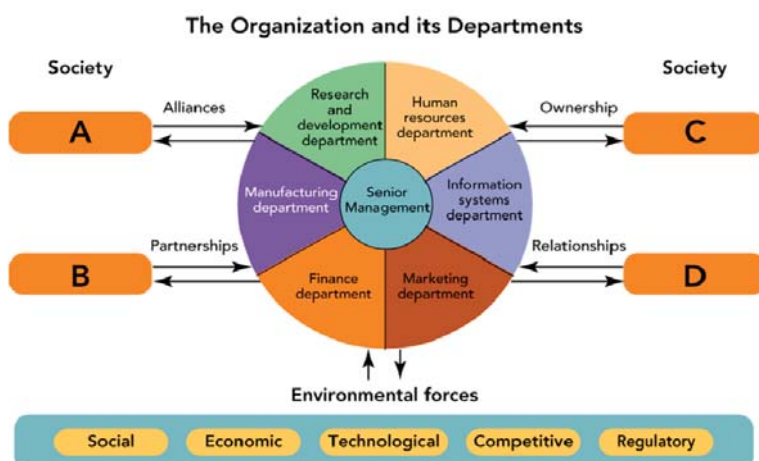 The Organization and its Departments
Society
Society
A
Alliances
Research
and
development
department
Human
resources
department
Ownership
C
Manufacturing
department
Senior
Management
Information
systems
department
B
Partnerships
Finance
department
Marketing
department
Relationships
D
Environmental forces
Social
Economic
Technological
Competitive
Regulatory